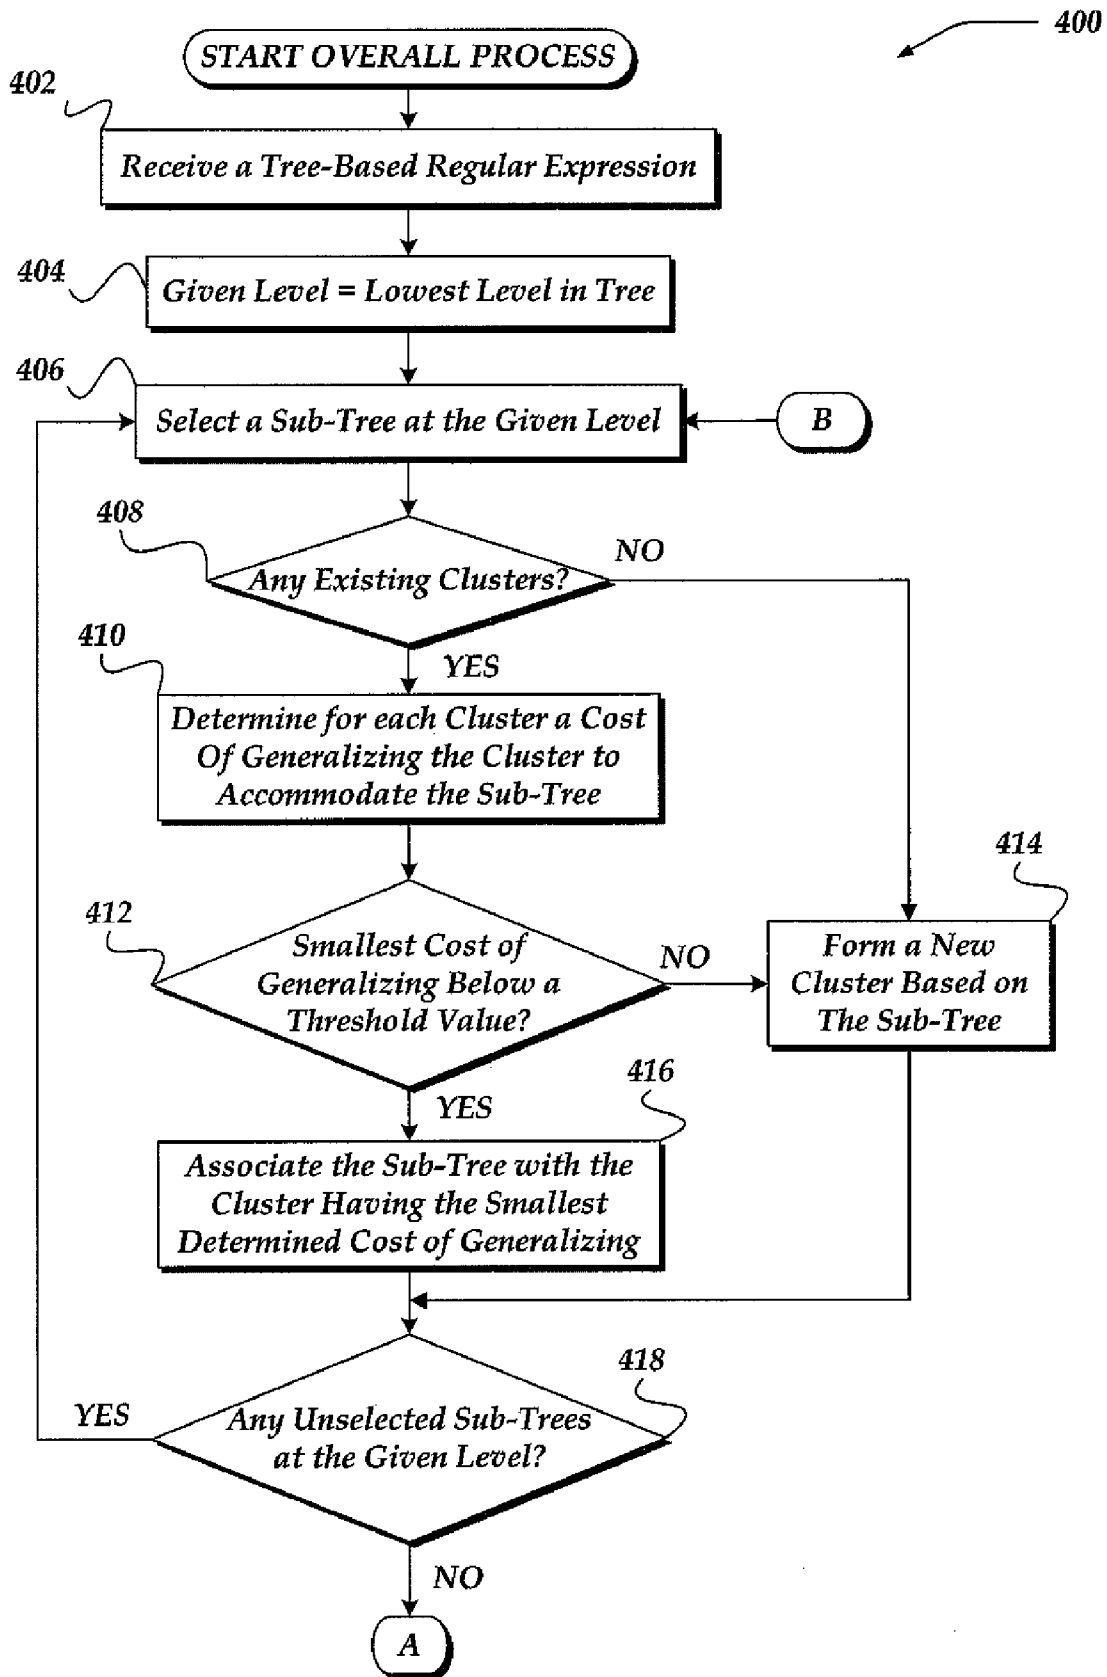 400
START OVERALL PROCESS
402
Receive a Tree-Based Regular Expression
404
Given Level = Lowest Level in Tree
406
Select a Sub-Tree at the Given Level
B
408
Any Existing Clusters?
NO
YES
410
Determine for each Cluster a Cost
Of Generalizing the Cluster to
Accommodate the Sub-Tree
412
Smallest Cost of
Generalizing Below a
Threshold Value?
NO
YES
414
Form a New
Cluster Based on
The Sub-Tree
416
Associate the Sub-Tree with the
Cluster Having the Smallest
Determined Cost of Generalizing
418
Any Unselected Sub-Trees
at the Given Level?
YES
NO
A